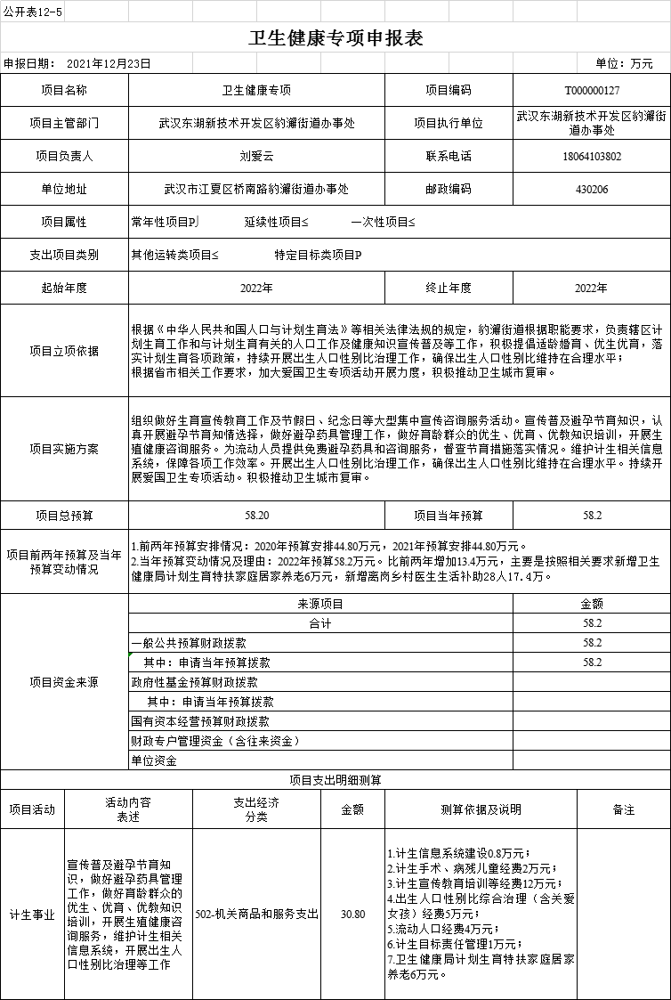 公开表12-5
卫生健康专项申报表
申报日期： 2021年12月23日 单位：万元
项目名称 卫生健康专项 项目编码 T000000127
项目主管部门 武汉东湖新技术开发区豹澥街道办事处 项目执行单位 武汉东湖新技术开发区豹澥街
道办事处
项目负责人 刘爱云 联系电话 18064103802
单位地址 武汉市江夏区桥南路豹澥街道办事处 邮政编码 430206
项目属性 常年性项目P⌡ 延续性项目≤ 一次性项目≤
支出项目类别 其他运转类项目≤ 特定目标类项目P
起始年度 2022年 终止年度 2022年
项目立项依据
根据《中华人民共和国人口与计划生育法》等相关法律法规的规定，豹澥街道根据职能要求，负责辖区计
划生育工作和与计划生育有关的人口工作及健康知识宣传普及等工作，积极提倡适龄婚育、优生优育，落
实计划生育各项政策，持续开展出生人口性别比治理工作，确保出生人口性别比维持在合理水平；
根据省市相关工作要求，加大爱国卫生专项活动开展力度，积极推动卫生城市复审。
项目实施方案
组织做好生育宣传教育工作及节假日、纪念日等大型集中宣传咨询服务活动。宣传普及避孕节育知识，认
真开展避孕节育知情选择，做好避孕药具管理工作，做好育龄群众的优生、优育、优教知识培训，开展生
殖健康咨询服务。为流动人员提供免费避孕药具和咨询服务，督查节育措施落实情况。维护计生相关信息
系统，保障各项工作效率。开展出生人口性别比治理工作，确保出生人口性别比维持在合理水平。持续开
展爱国卫生专项活动。积极推动卫生城市复审。
项目总预算 58.20 项目当年预算 58.2
项目前两年预算及当年
预算变动情况
1.前两年预算安排情况：2020年预算安排44.80万元，2021年预算安排44.80万元。
2.当年预算变动情况及理由：2022年预算58.2万元。比前两年增加13.4万元，主要是按照相关要求新增卫生
健康局计划生育特扶家庭居家养老6万元，新增离岗乡村医生生活补助28人17.4万。
项目资金来源
来源项目 金额
合计 58.2
一般公共预算财政拨款 58.2
其中：申请当年预算拨款 58.2
政府性基金预算财政拨款
其中：申请当年预算拨款
国有资本经营预算财政拨款
财政专户管理资金（含往来资金）
单位资金
项目支出明细测算
项目活动 活动内容
表述 支出经济
分类 金额 测算依据及说明 备注
计生事业
宣传普及避孕节育知
识，做好避孕药具管理
工作，做好育龄群众的
优生、优育、优教知识
培训，开展生殖健康咨
询服务，维护计生相关
信息系统，开展出生人
口性别比治理等工作
502-机关商品和服务支出
30.80
1.计生信息系统建设0.8万元；
2.计生手术、病残儿童经费2万元；
3.计生宣传教育培训等经费12万元；
4.出生人口性别比综合治理（含关爱
女孩）经费5万元；
5.流动人口经费4万元；
6.计生目标责任管理1万元；
7.卫生健康局计划生育特扶家庭居家
养老6万元。